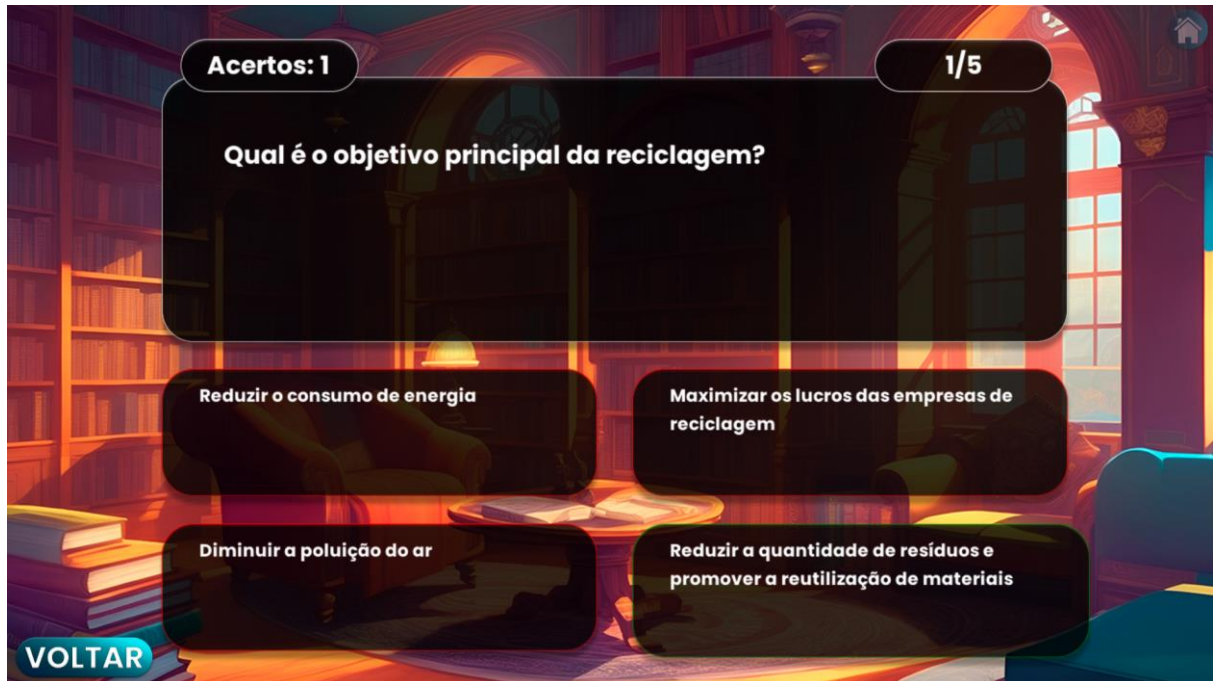 Acertos: 1
1/5
Qual é o objetivo principal da reciclagem?
Reduzir o consumo de energia
Maximizar os lucros das empresas de
reciclagem
Diminuir a poluição do ar
Reduzir a quantidade de resíduos e
promover a reutilização de materiais
VOLTAR